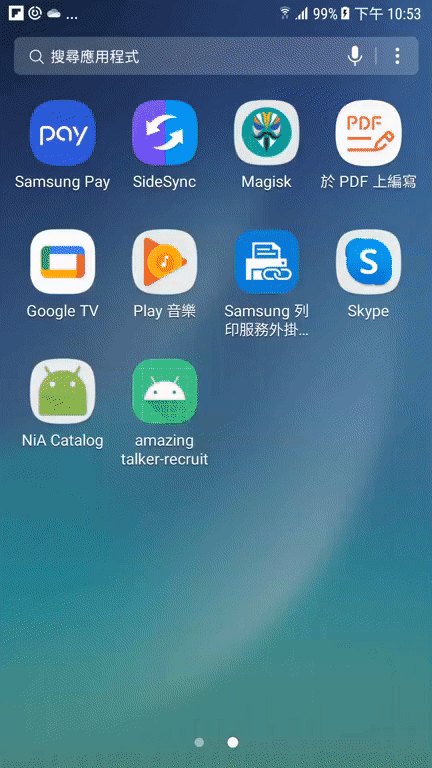 ... 99% 下午 10:53
搜尋應用程式
pay PDF
Samsung Pay SideSync Magisk 於 PDF 上編寫
S
Google TV Play 音樂 Samsung 列 Skype
印服務外掛...
NiA Catalog amazing
talker-recruit